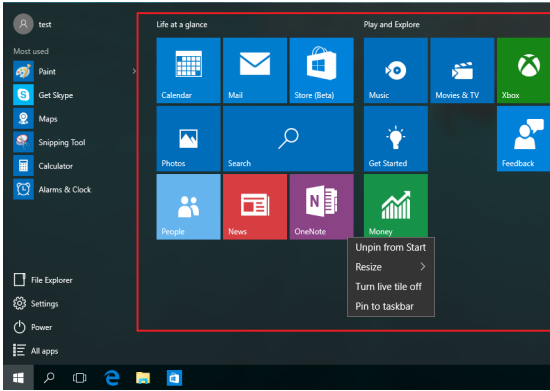 test
Most used
Paint
Get Skype
Maps
Snipping Tool
Calculator
Alarms & Clock
File Explorer
Settings
Power
All apps
Life at a glance
Calendar
Mail
Store (Beta)
Photos
Search
People
News
OneNote
Play and Explore
Music
Movies & TV
Xbox
Get Started
Feedback
Money
Unpin from Start
Resize
Turn live tile off
Pin to taskbar